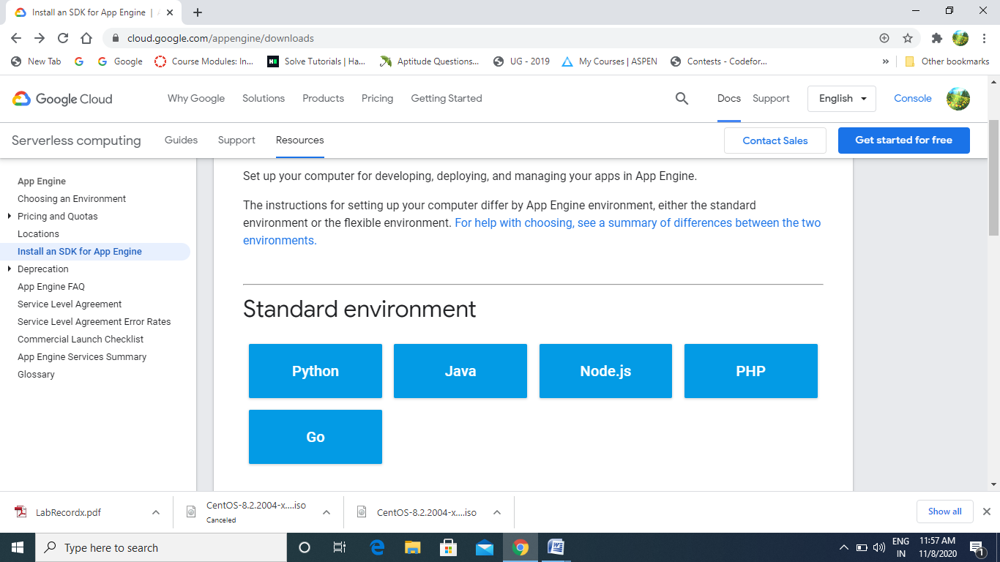 Install an SDK for App Engine |
cloud.google.com/appengine/downloads
New Tab
Google
Course Modules: In...
Solve Tutorials | Ha...
Aptitude Questions...
UG - 2019
My Courses | ASPEN
Contests - Codefor...
»
Other bookmarks
Google Cloud
Why Google
Solutions
Products
Pricing
Getting Started
Docs
Support
English
Console
Serverless computing
Guides
Support
Resources
Contact Sales
Get started for free
App Engine
Choosing an Environment
Pricing and Quotas
Locations
Install an SDK for App Engine
Deprecation
App Engine FAQ
Service Level Agreement
Service Level Agreement Error Rates
Commercial Launch Checklist
App Engine Services Summary
Glossary
Set up your computer for developing, deploying, and managing your apps in App Engine.
The instructions for setting up your computer differ by App Engine environment, either the standard
environment or the flexible environment. For help with choosing, see a summary of differences between the two
environments.
Standard environment
Python
Java
Node.js
PHP
Go
LabRecordx.pdf
CentOS-8.2.2004-x....iso
Canceled
CentOS-8.2.2004-x....iso
Show all
Type here to search
ENG
IN
11:57 AM
11/8/2020
1